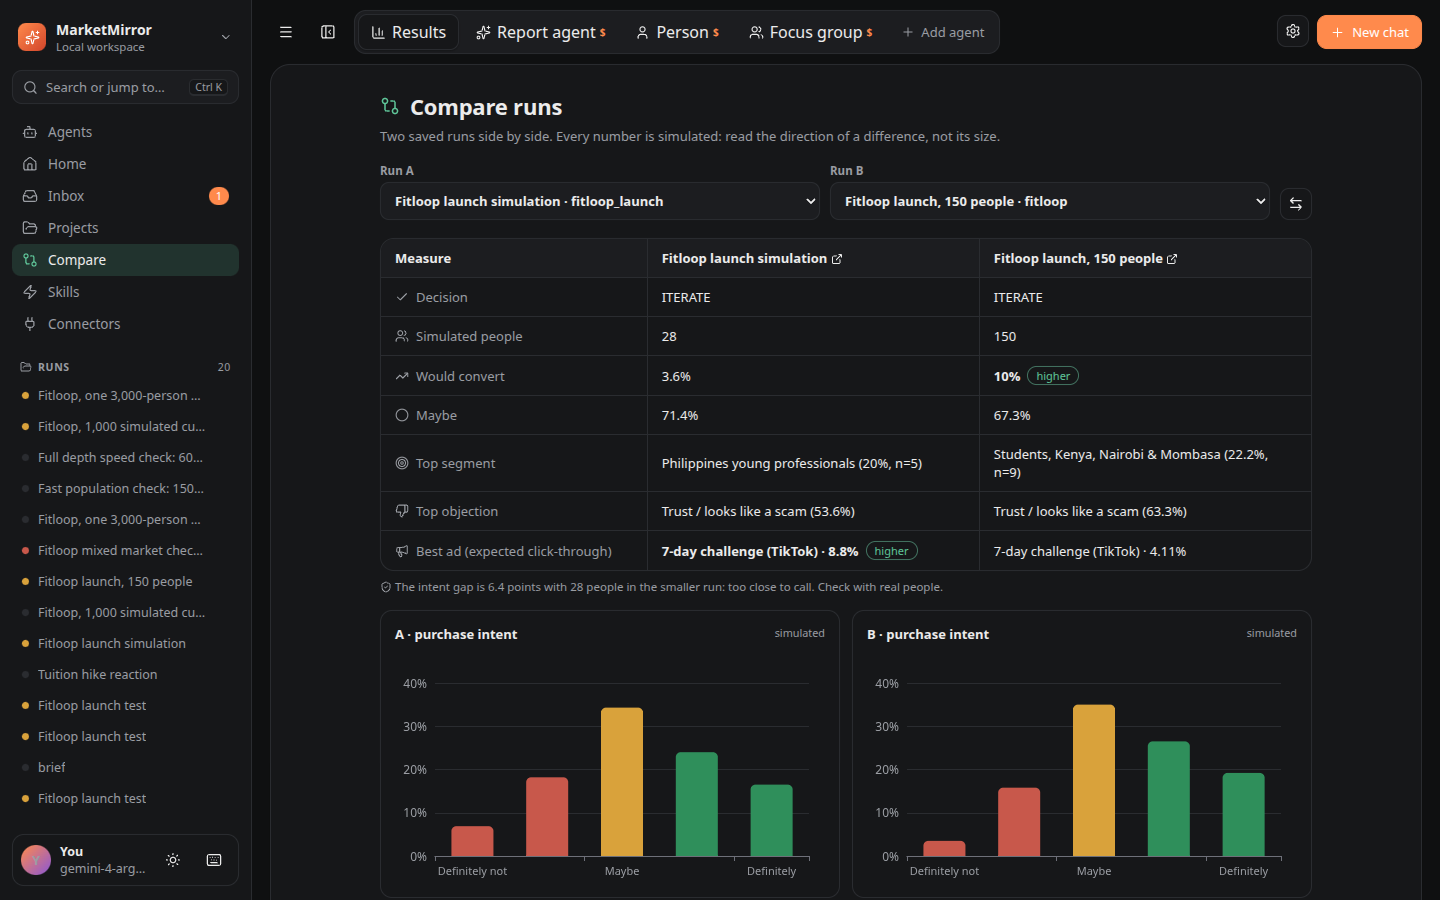 MarketMirror
Local workspace
Search or jump to...
Ctrl K
Agents
Home
Inbox
1
Projects
Compare
Skills
Connectors
RUNS
20
Fitloop, one 3,000-person ...
Fitloop, 1,000 simulated cu...
Full depth speed check: 60...
Fast population check: 150...
Fitloop, one 3,000-person ...
Fitloop mixed market chec...
Fitloop launch, 150 people
Fitloop, 1,000 simulated cu...
Fitloop launch simulation
Tuition hike reaction
Fitloop launch test
Fitloop launch test
brief
Fitloop launch test
Y
You
gemini-4-arg...
Results
Report agent $
Person $
Focus group $
Add agent
New chat
Compare runs
Two saved runs side by side. Every number is simulated: read the direction of a difference, not its size.
Run A
Fitloop launch simulation · fitloop_launch
Run B
Fitloop launch, 150 people · fitloop
Measure
Fitloop launch simulation
Fitloop launch, 150 people
Decision
ITERATE
ITERATE
Simulated people
28
150
Would convert
3.6%
10% higher
Maybe
71.4%
67.3%
Top segment
Philippines young professionals (20%, n=5)
Students, Kenya, Nairobi & Mombasa (22.2%,
n=9)
Top objection
Trust / looks like a scam (53.6%)
Trust / looks like a scam (63.3%)
Best ad (expected click-through)
7-day challenge (TikTok) · 8.8% higher
7-day challenge (TikTok) · 4.11%
The intent gap is 6.4 points with 28 people in the smaller run: too close to call. Check with real people.
A · purchase intent
simulated
40%
30%
20%
10%
0%
Definitely not
Maybe
Definitely
B · purchase intent
simulated
40%
30%
20%
10%
0%
Definitely not
Maybe
Definitely